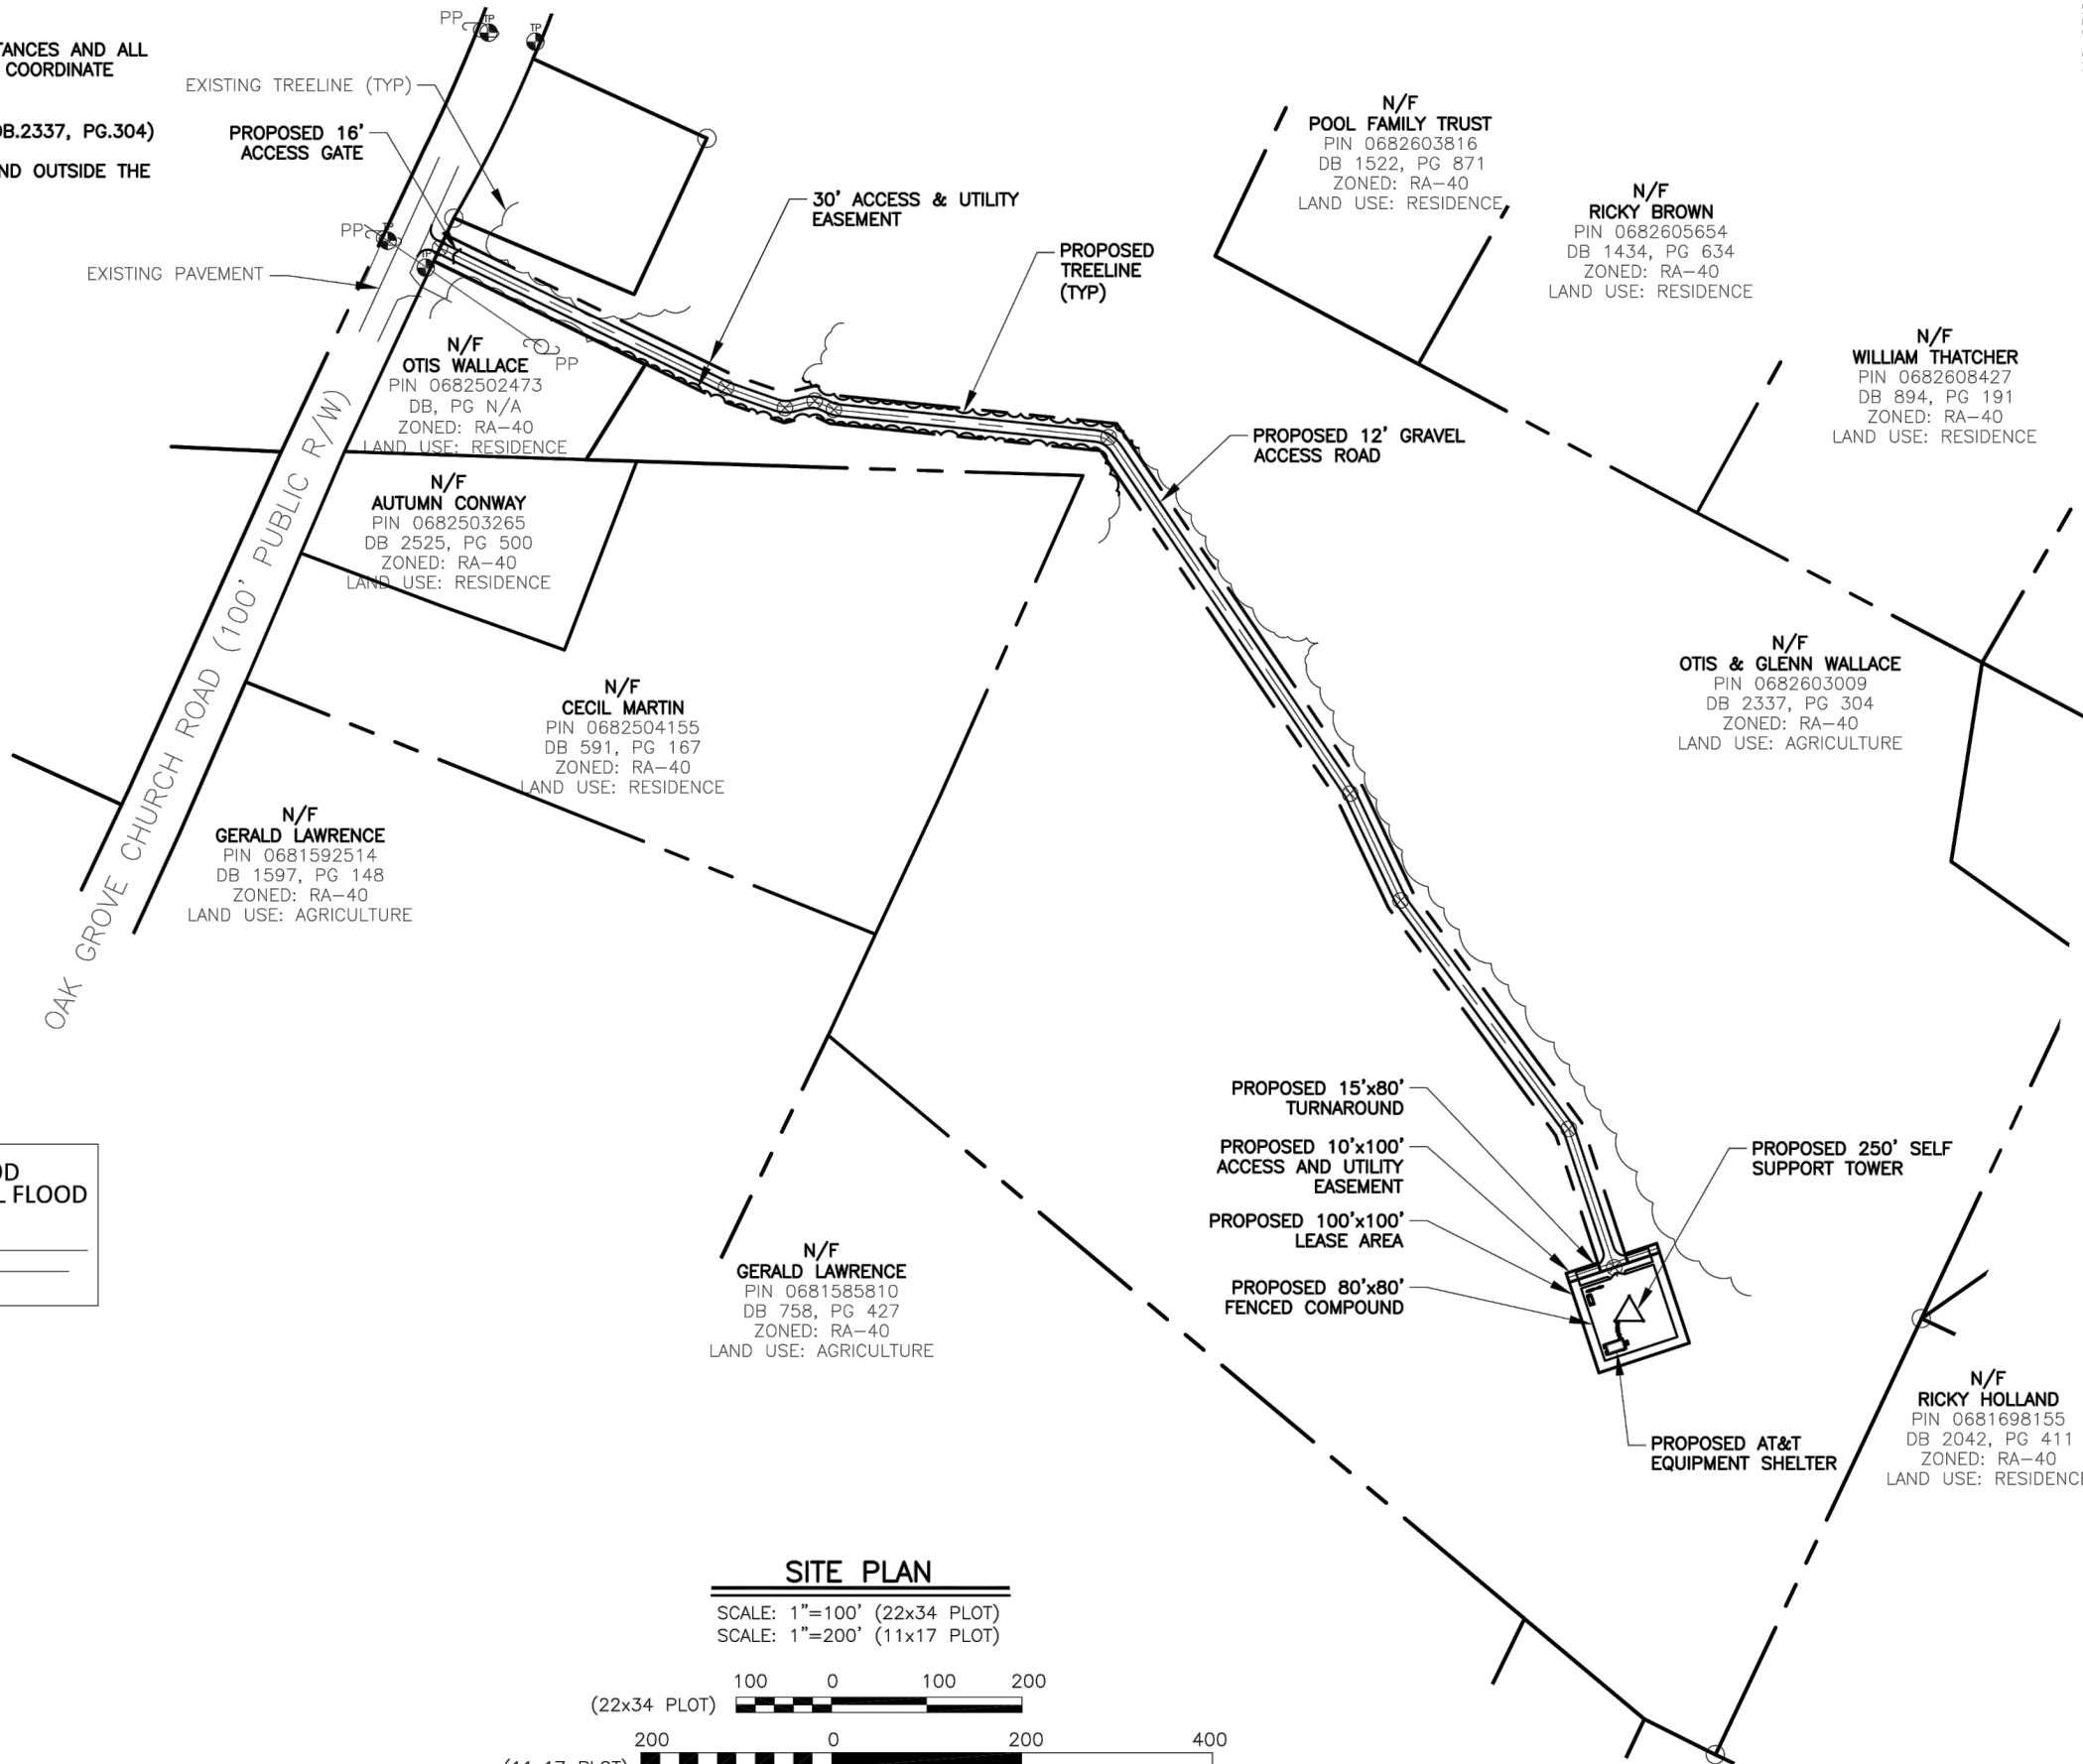 TANCES AND ALL
COORDINATE
DB.2337, PG.304)
ND OUTSIDE THE
PP
TP
TP
EXISTING TREELINE (TYP)
PROPOSED 16'
ACCESS GATE
PP
TP
TP
EXISTING PAVEMENT
PP
30' ACCESS & UTILITY
EASEMENT
PROPOSED
TREELINE
(TYP)
N/F
POOL FAMILY TRUST
PIN 0682603816
DB 1522, PG 871
ZONED: RA-40
LAND USE: RESIDENCE
N/F
RICKY BROWN
PIN 0682605654
DB 1434, PG 634
ZONED: RA-40
LAND USE: RESIDENCE
N/F
WILLIAM THATCHER
PIN 0682608427
DB 894, PG 191
ZONED: RA-40
LAND USE: RESIDENCE
N/F
OTIS WALLACE
PIN 0682502473
DB, PG N/A
ZONED: RA-40
LAND USE: RESIDENCE
PROPOSED 12' GRAVEL
ACCESS ROAD
N/F
AUTUMN CONWAY
PIN 0682503265
DB 2525, PG 500
ZONED: RA-40
LAND USE: RESIDENCE
OAK GROVE CHURCH ROAD (100' PUBLIC R/W)
N/F
CECIL MARTIN
PIN 0682504155
DB 591, PG 167
ZONED: RA-40
LAND USE: RESIDENCE
N/F
OTIS & GLENN WALLACE
PIN 0682603009
DB 2337, PG 304
ZONED: RA-40
LAND USE: AGRICULTURE
N/F
GERALD LAWRENCE
PIN 0681592514
DB 1597, PG 148
ZONED: RA-40
LAND USE: AGRICULTURE
OD
L FLOOD
PROPOSED 15'x80'
TURNAROUND
PROPOSED 10'x100'
ACCESS AND UTILITY
EASEMENT
PROPOSED 100'x100'
LEASE AREA
PROPOSED 80'x80'
FENCED COMPOUND
PROPOSED 250' SELF
SUPPORT TOWER
N/F
GERALD LAWRENCE
PIN 0681585810
DB 758, PG 427
ZONED: RA-40
LAND USE: AGRICULTURE
PROPOSED AT&T
EQUIPMENT SHELTER
N/F
RICKY HOLLAND
PIN 0681698155
DB 2042, PG 411
ZONED: RA-40
LAND USE: RESIDENCE
SITE PLAN
SCALE: 1"=100' (22x34 PLOT)
SCALE: 1"=200' (11x17 PLOT)
100 0 100 200
(22x34 PLOT)
200 0 200 400
(11x17 PLOT)